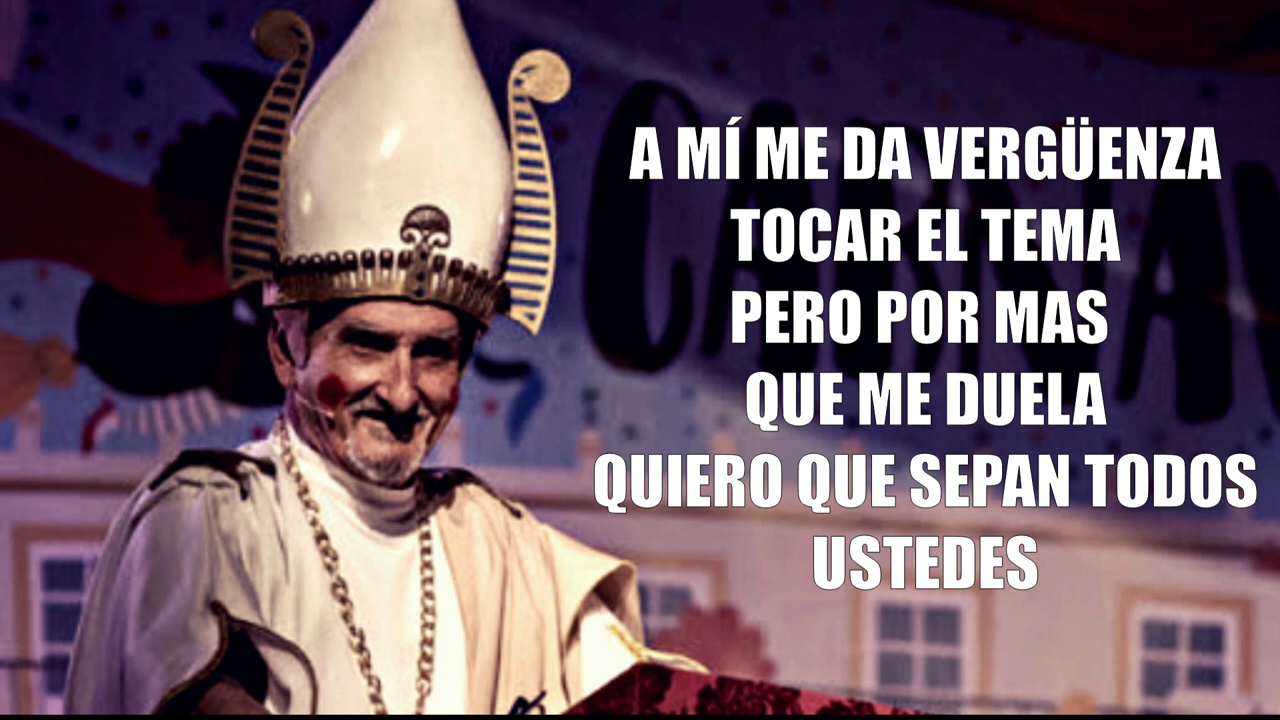 A MÍ ME DA VERGÜENZA
TOCAR EL TEMA
PERO POR MAS
QUE ME DUELA
QUIERO QUE SEPAN TODOS
USTEDES